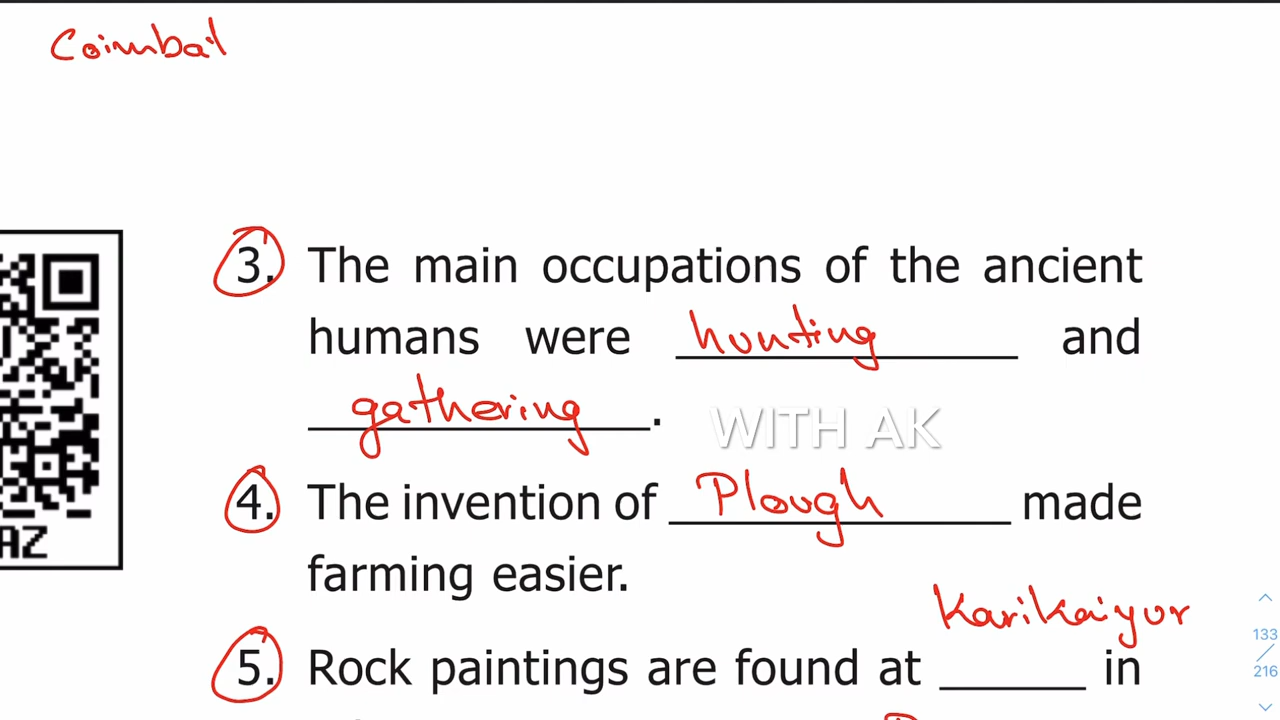 Coimbat
3. The main occupations of the ancient
humans were hunting and
gathering.
WITH AK
4. The invention of Plough made
AZ
farming easier.
Karikaiyur
133
5. Rock paintings are found at ______ in
216